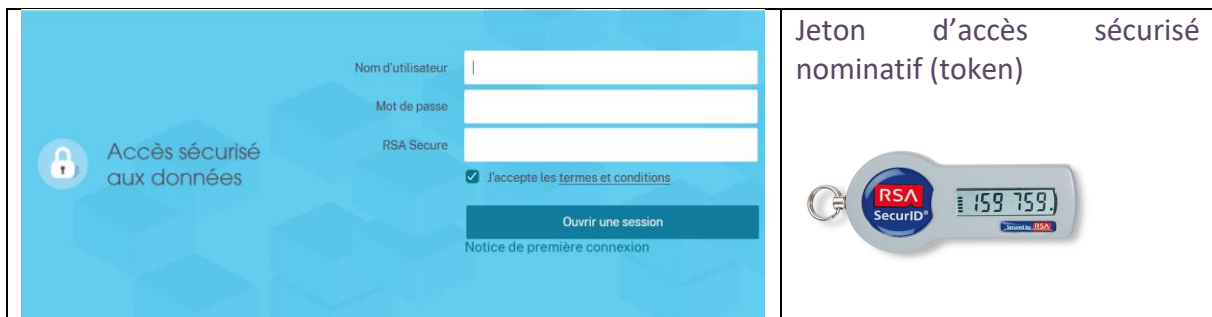 Nom d'utilisateur
Mot de passe
RSA Secure
Accès sécurisé
aux données
J'accepte les termes et conditions
Ouvrir une session
Notice de première connexion
Jeton d’accès sécurisé
nominatif (token)
RSA
SecurID®
159 759
Secured by RSA